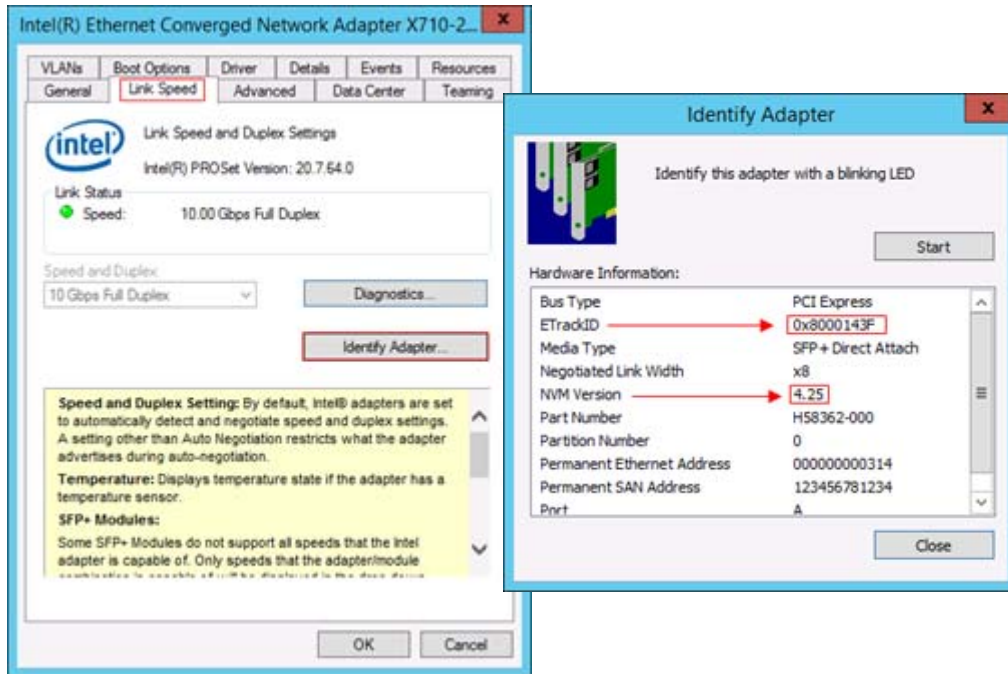 Intel(R) Ethernet Converged Network Adapter X710-2...
VLANs Boot Options Driver Details Events Resources
General Link Speed Advanced Data Center Teaming
intel
Link Speed and Duplex Settings
Intel(R) PROSet Version: 20.7.64.0
Link Status
Speed: 10.00 Gbps Full Duplex
Speed and Duplex:
10 Gbps Full Duplex
Diagnostics...
Identify Adapter...
Speed and Duplex Setting: By default, Intel® adapters are set
to automatically detect and negotiate speed and duplex settings.
A setting other than Auto Negotiation restricts what the adapter
advertises during auto-negotiation.
Temperature: Displays temperature state if the adapter has a
temperature sensor.
SFP+ Modules:
Some SFP+ Modules do not support all speeds that the Intel
adapter is capable of. Only speeds that the adapter/module
OK Cancel
Identify Adapter
Identify this adapter with a blinking LED
Start
Hardware Information:
Bus Type PCI Express
ETrackID 0x8000143F
Media Type SFP+ Direct Attach
Negotiated Link Width x8
NVM Version 4.25
Part Number H58362-000
Partition Number 0
Permanent Ethernet Address 000000000314
Permanent SAN Address 123456781234
Port A
Close